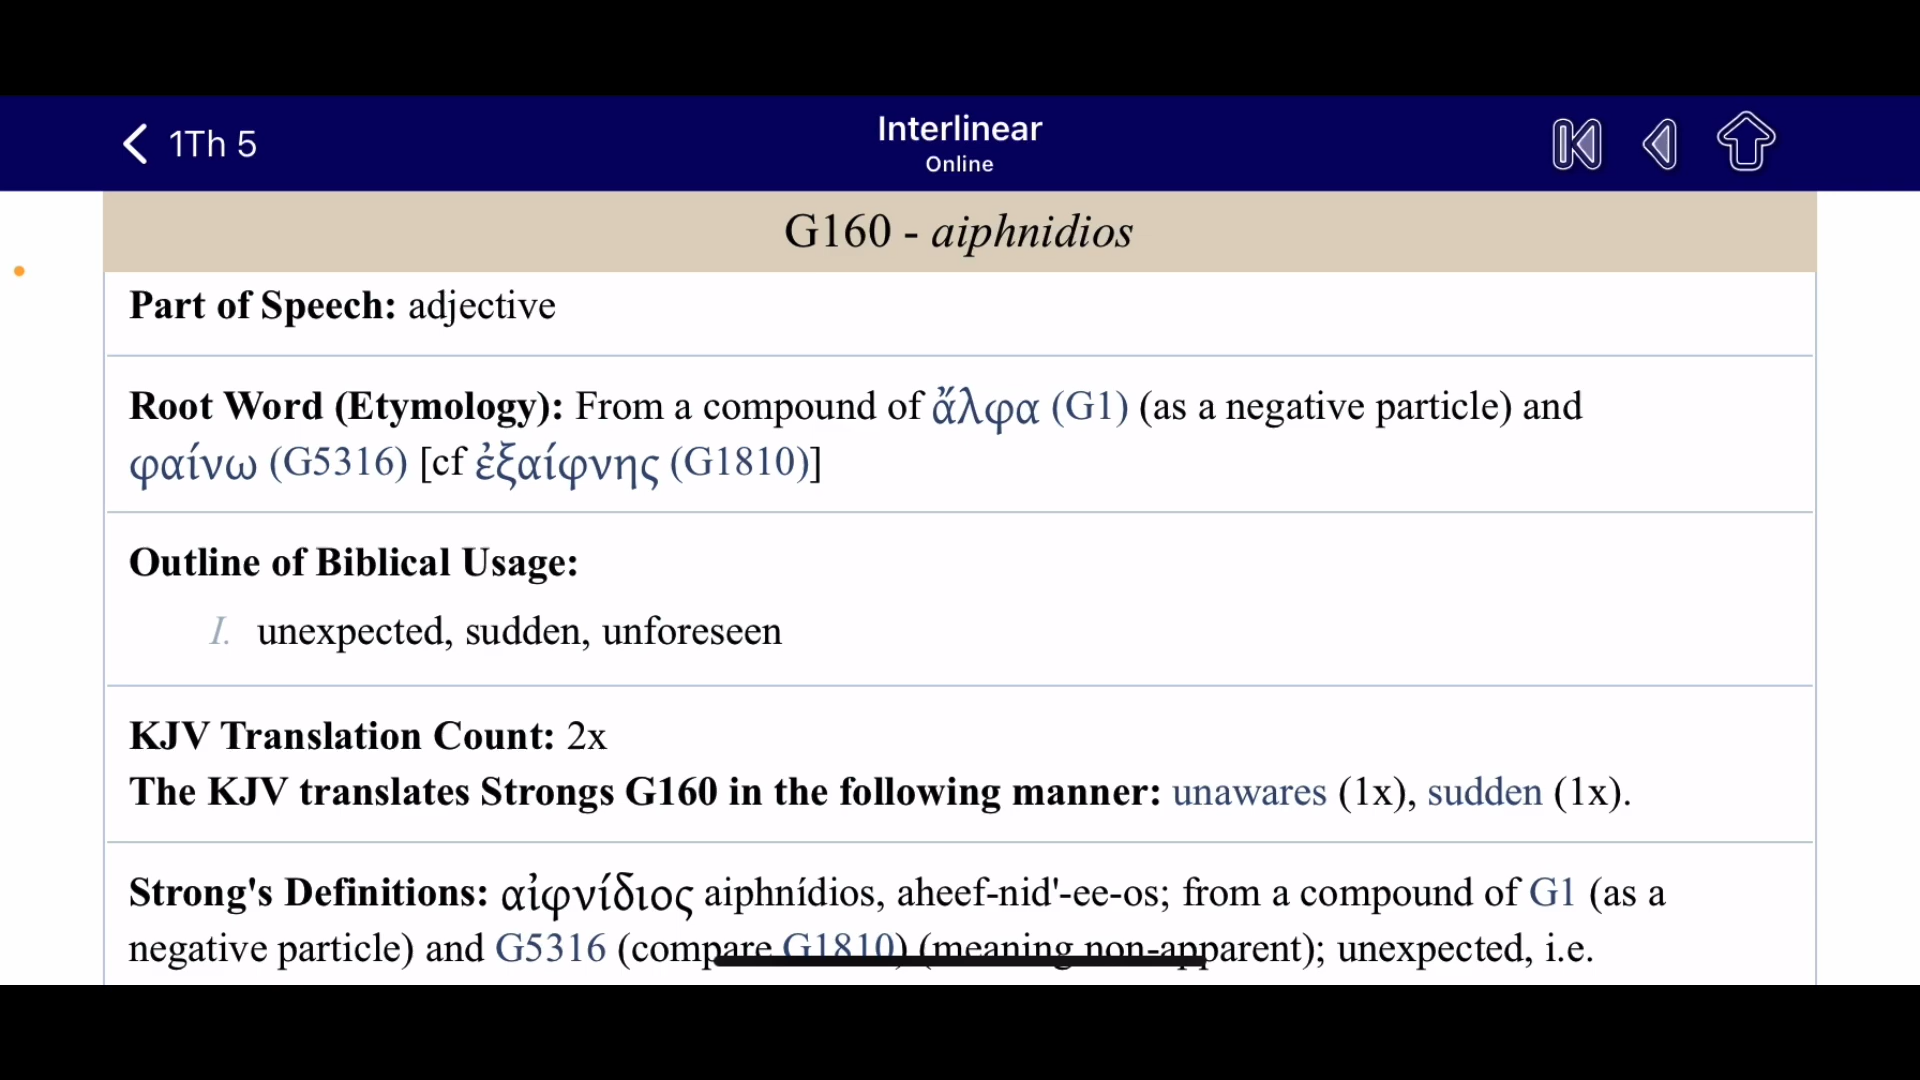 1Th 5
Interlinear
Online
G160 - aiphnidios
Part of Speech: adjective
Root Word (Etymology): From a compound of ἄλφα (G1) (as a negative particle) and
φαίνω (G5316) [cf ἐξαίφνης (G1810)]
Outline of Biblical Usage:
I. unexpected, sudden, unforeseen
KJV Translation Count: 2x
The KJV translates Strongs G160 in the following manner: unawares (1x), sudden (1x).
Strong's Definitions: αἰφνίδιος aiphnídios, aheef-nid'-ee-os; from a compound of G1 (as a
negative particle) and G5316 (compare G1810) (meaning non-apparent); unexpected, i.e.